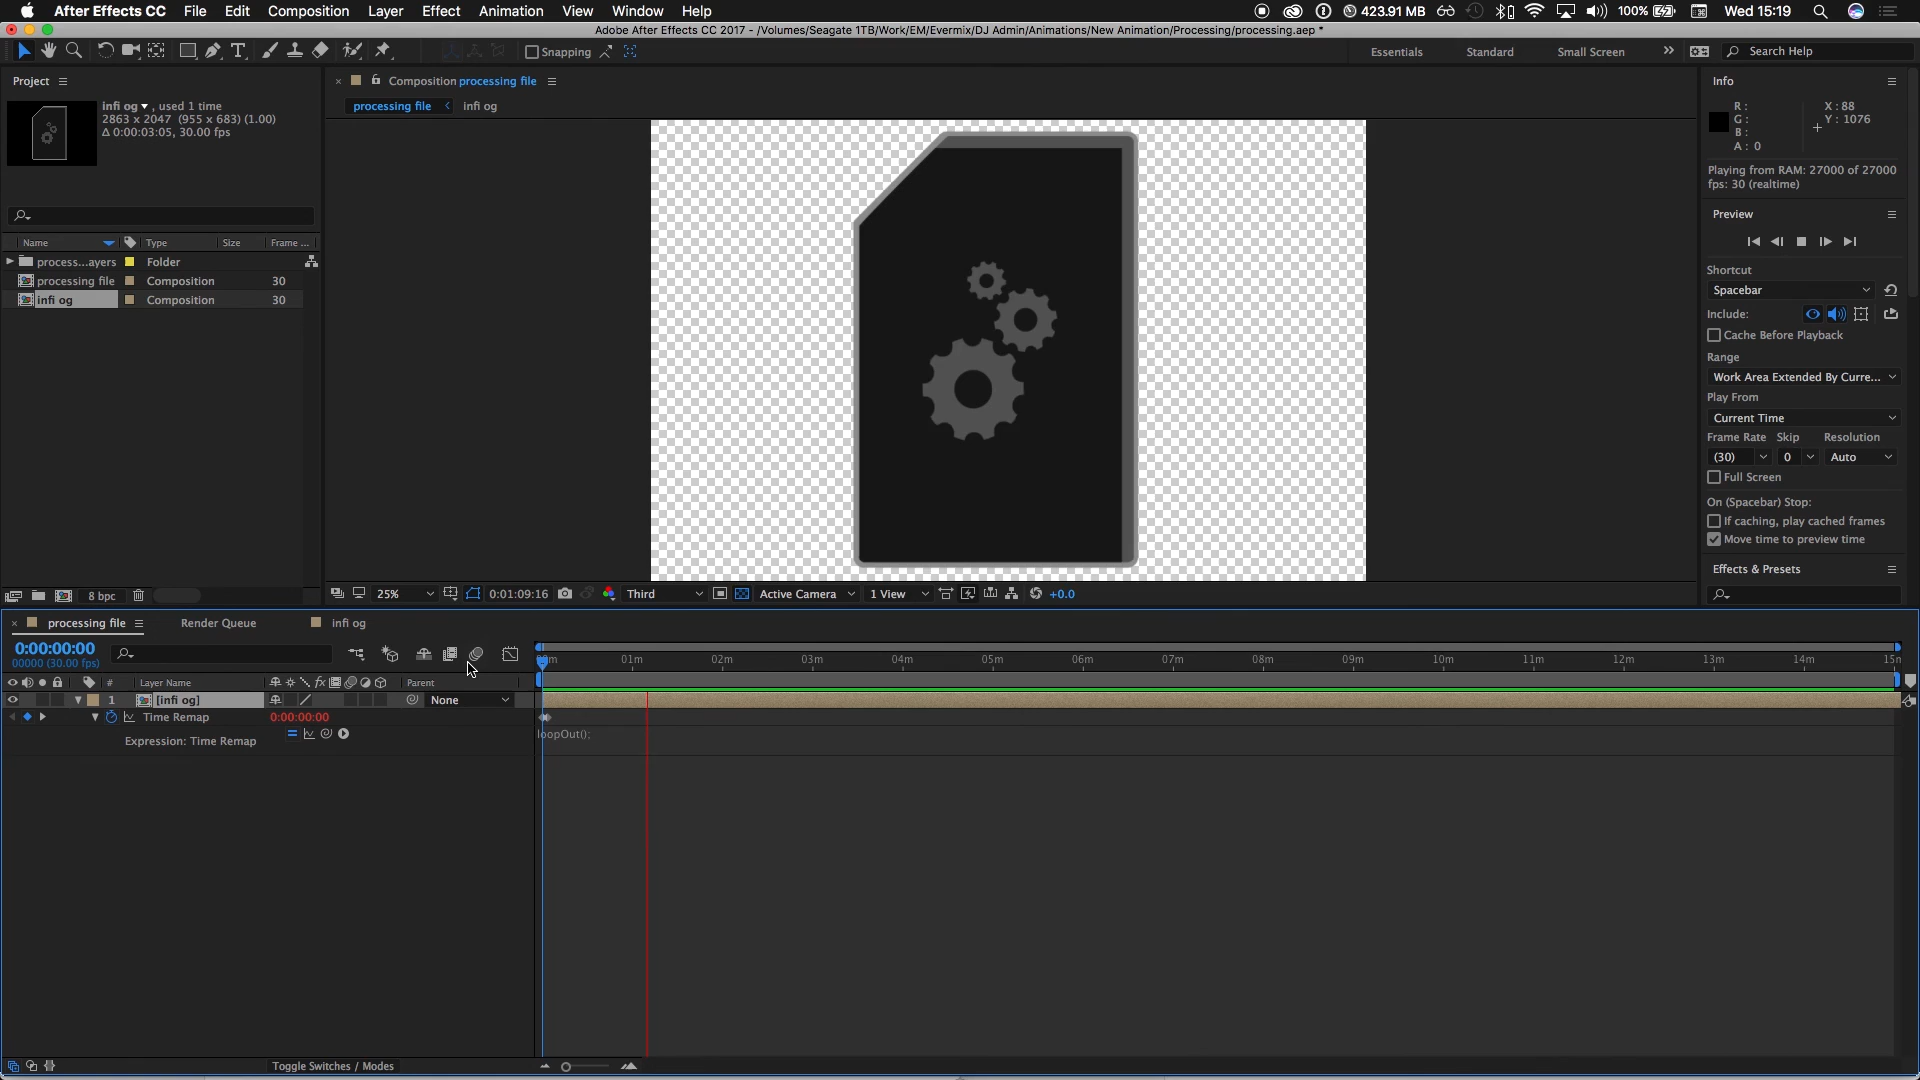 After Effects CC File Edit Composition Layer Effect Animation View Window Help 423.91 MB 100% Wed 15:19
Adobe After Effects CC 2017 - /Volumes/Seagate 1TB/Work/EM/Evermix/DJ Admin/Animations/New Animation/Processing/processing.aep *
Snapping Essentials Standard Small Screen >> Search Help
Project
infi og , used 1 time
2863 x 2047 (955 x 683) (1.00)
Δ 0:00:03:05, 30.00 fps
Name Type Size Frame ...
process...ayers Folder
processing file Composition 30
infi og Composition 30
8 bpc
Composition processing file
processing file infi og
25% 0:01:09:16 Third Active Camera 1 View +0.0
Info
R : X : 88
G : Y : 1076
B :
A : 0
Playing from RAM: 27000 of 27000
fps: 30 (realtime)
Preview
Shortcut
Spacebar
Include:
Cache Before Playback
Range
Work Area Extended By Curre...
Play From
Current Time
Frame Rate Skip Resolution
(30) 0 Auto
Full Screen
On (Spacebar) Stop:
If caching, play cached frames
Move time to preview time
Effects & Presets
processing file Render Queue infi og
0:00:00:00
00000 (30.00 fps)
01m 02m 03m 04m 05m 06m 07m 08m 09m 10m 11m 12m 13m 14m
# Layer Name Parent
1 [infi og] None
Time Remap 0:00:00:00
Expression: Time Remap loopOut();
Toggle Switches / Modes